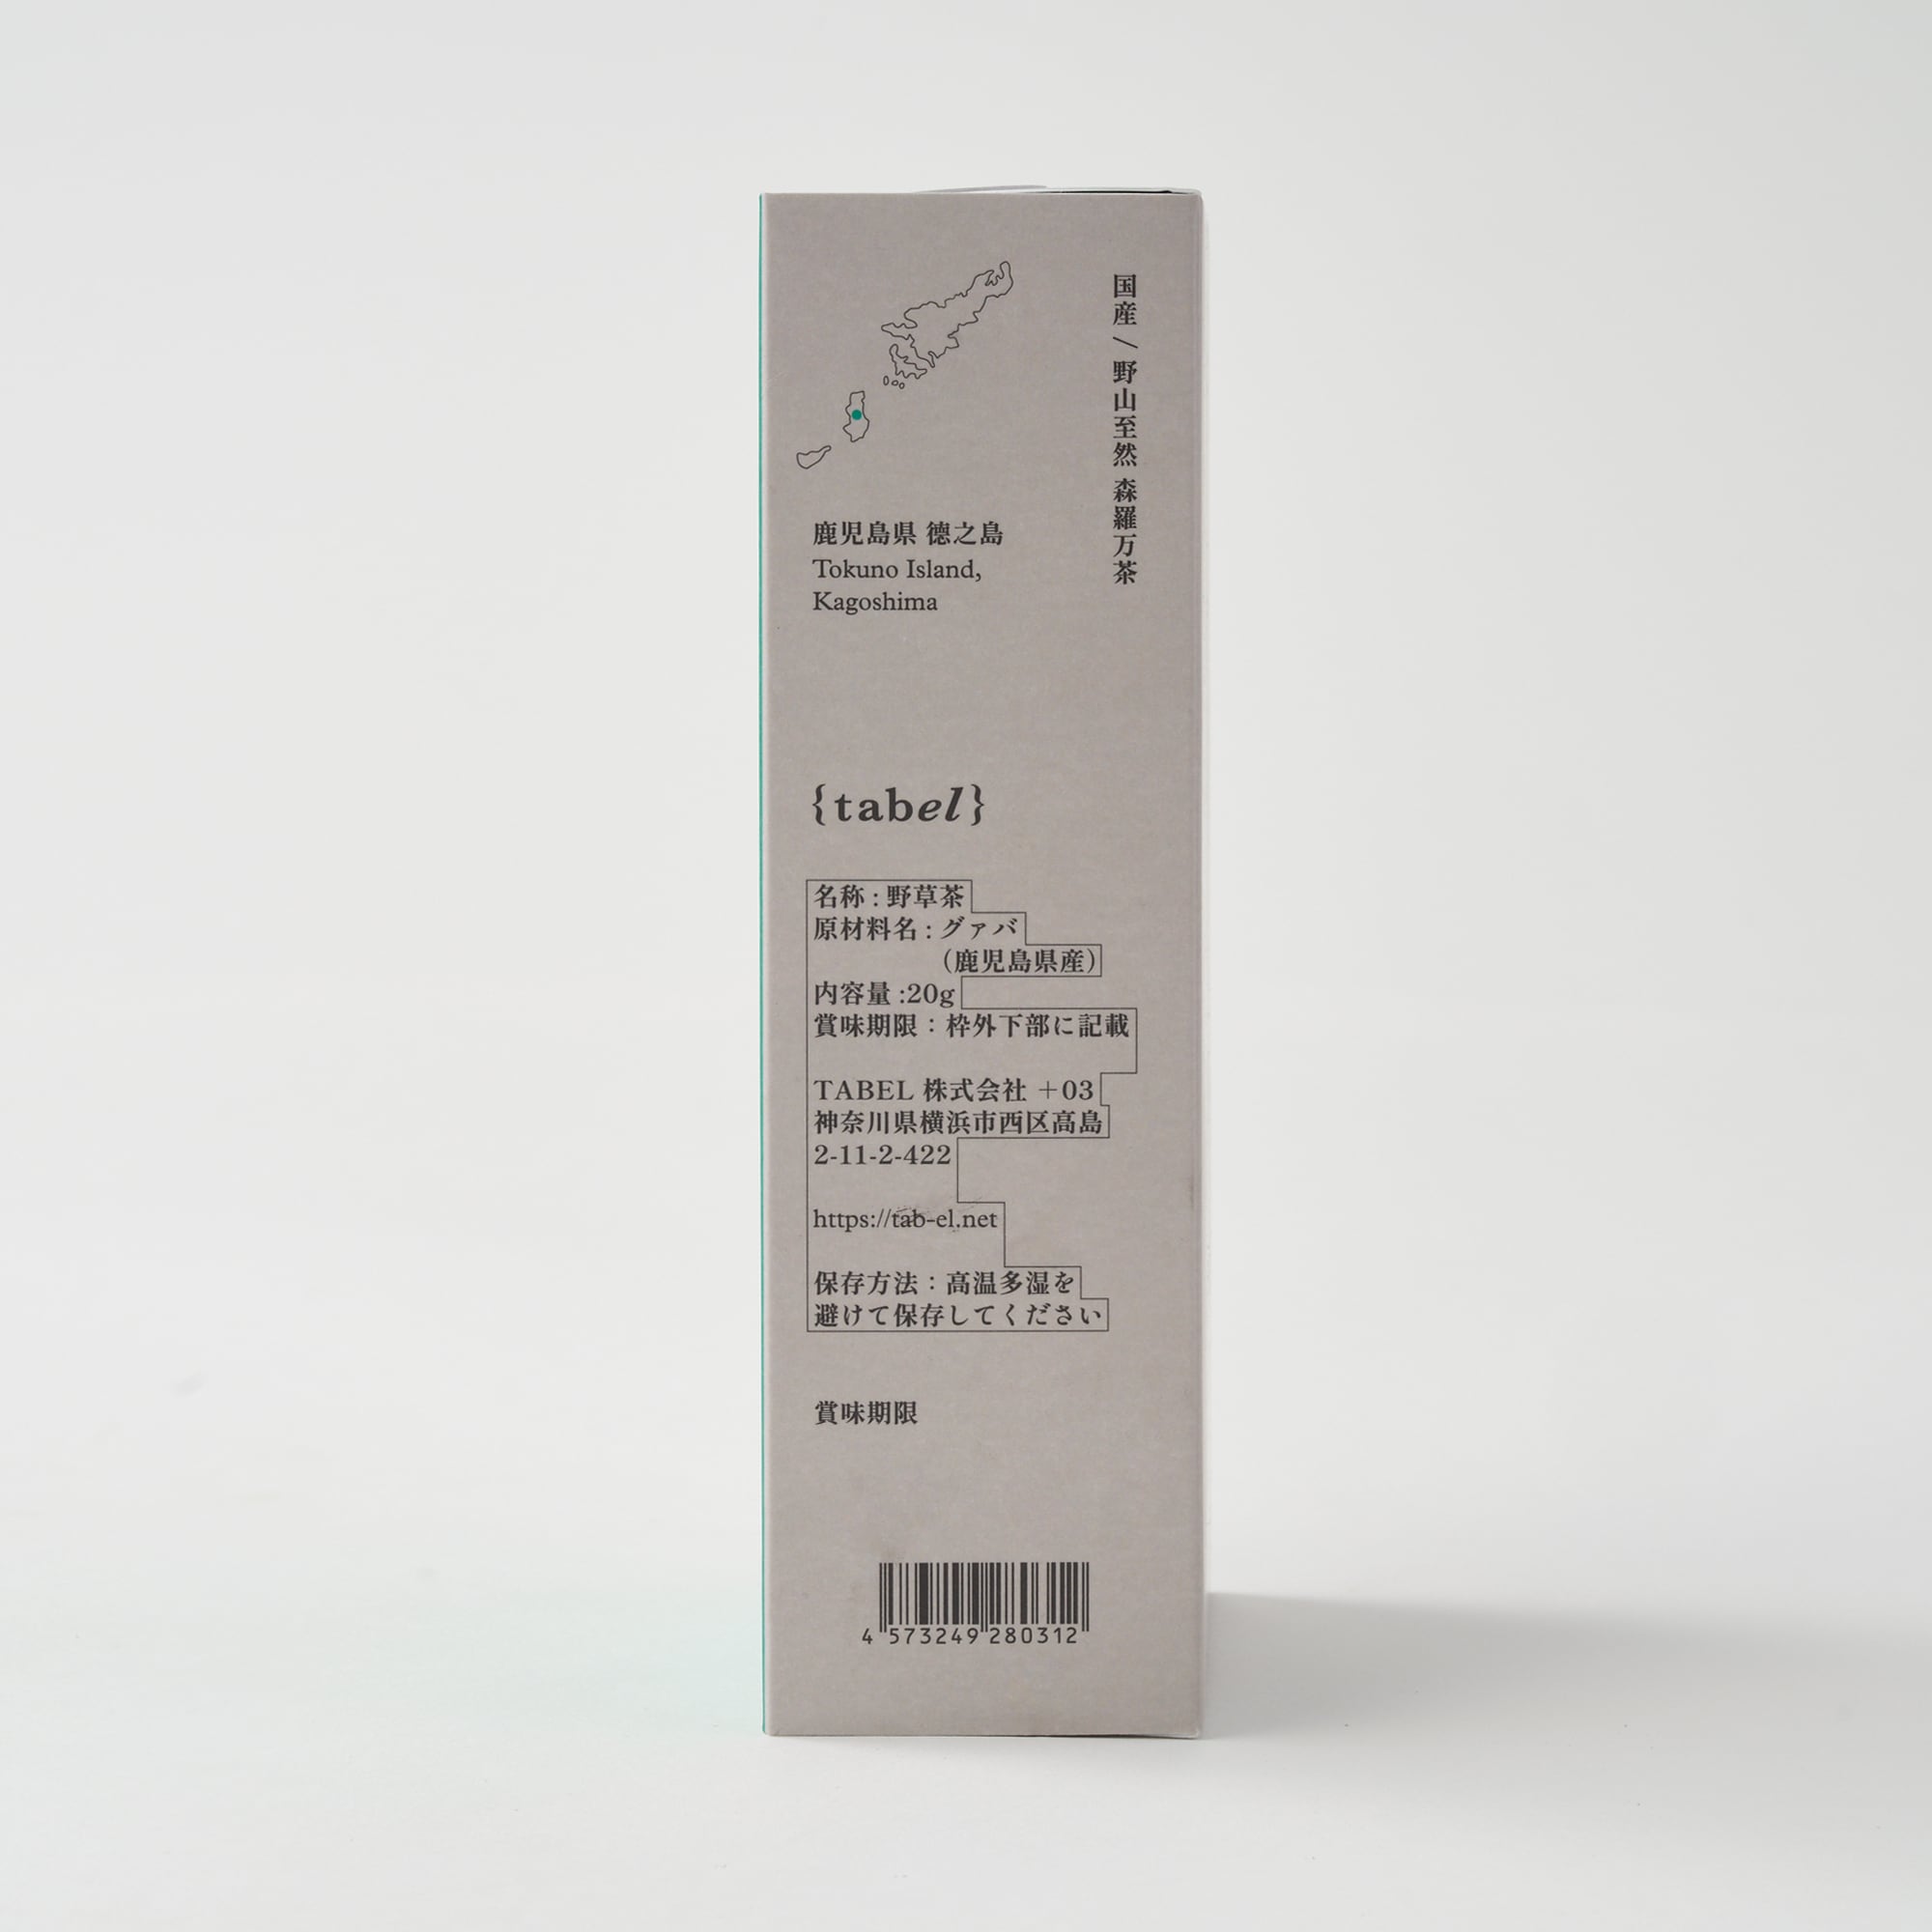 国産 / 野山至然 森羅万茶
鹿児島県 徳之島
Tokuno Island,
Kagoshima
{tabel}
名称 : 野草茶
原材料名 : グァバ
（鹿児島県産）
内容量 :20g
賞味期限：枠外下部に記載
TABEL 株式会社 +03
神奈川県横浜市西区高島
2-11-2-422
https://tab-el.net
保存方法：高温多湿を
避けて保存してください
賞味期限
4 573249 280312